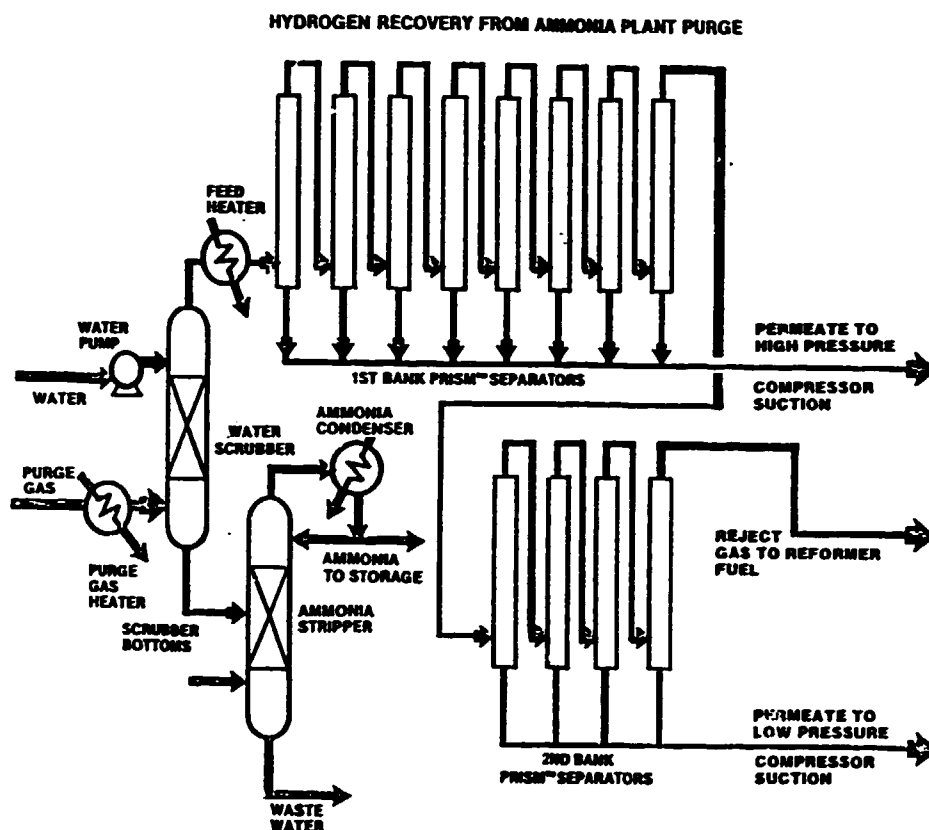 HYDROGEN RECOVERY FROM AMMONIA PLANT PURGE
FEED
HEATER
WATER
PUMP
WATER
PERMEATE TO
HIGH PRESSURE
COMPRESSOR
SUCTION
1ST BANK PRISM™ SEPARATORS
WATER
SCRUBBER
AMMONIA
CONDENSER
PURGE
GAS
PURGE
GAS
HEATER
SCRUBBER
BOTTOMS
AMMONIA
TO STORAGE
AMMONIA
STRIPPER
REJECT
GAS TO REFORMER
FUEL
PERMEATE TO
LOW PRESSURE
COMPRESSOR
SUCTION
2ND BANK
PRISM™ SEPARATORS
WASTE
WATER